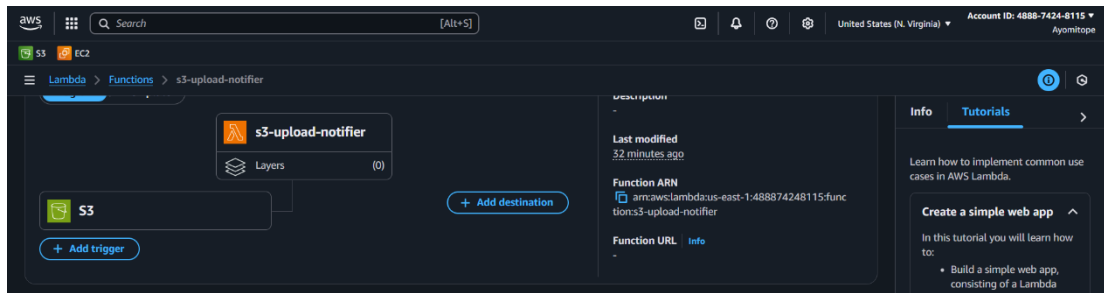 aws
Search
[Alt+S]
United States (N. Virginia)
Account ID: 4888-7424-8115
Ayomitope
S3
EC2
Lambda > Functions > s3-upload-notifier
s3-upload-notifier
Layers (0)
S3
+ Add trigger
+ Add destination
Description
-
Last modified
32 minutes ago
Function ARN
arn:aws:lambda:us-east-1:488874248115:func
tion:s3-upload-notifier
Function URL Info
-
Info Tutorials
Learn how to implement common use
cases in AWS Lambda.
Create a simple web app
In this tutorial you will learn how
to:
• Build a simple web app,
consisting of a Lambda